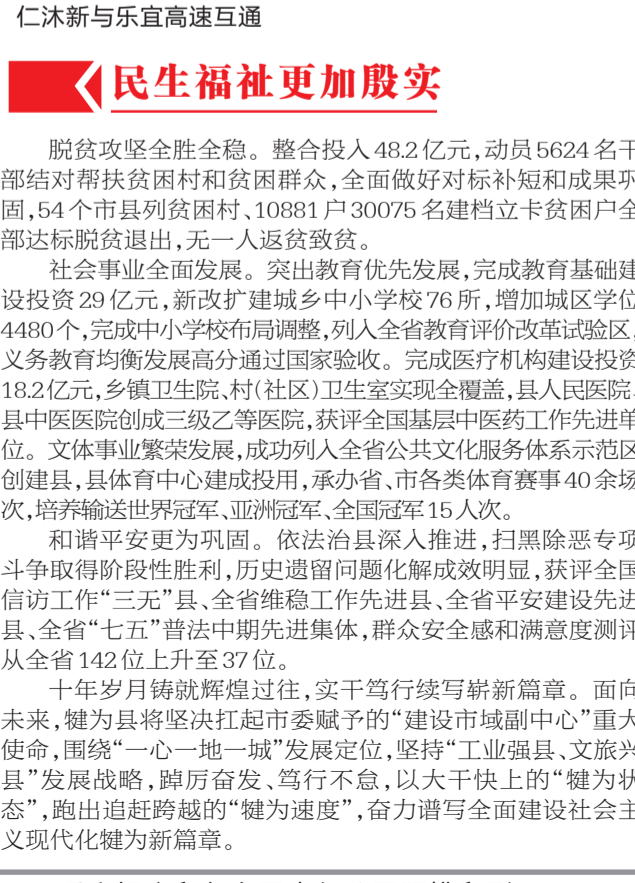 仁沐新与乐宜高速互通
民生福祉更加殷实
脱贫攻坚全胜全稳。整合投入48.2亿元,动员5624名干
部结对帮扶贫困村和贫困群众,全面做好对标补短和成果巩
固,54个市县列贫困村、10881户30075名建档立卡贫困户全
部达标脱贫退出,无一人返贫致贫。
社会事业全面发展。突出教育优先发展,完成教育基础建
设投资29亿元,新改扩建城乡中小学校76所,增加城区学位
4480个,完成中小学校布局调整,列入全省教育评价改革试验区,
义务教育均衡发展高分通过国家验收。完成医疗机构建设投资
18.2亿元,乡镇卫生院、村(社区)卫生室实现全覆盖,县人民医院、
县中医医院创成三级乙等医院,获评全国基层中医药工作先进单
位。文体事业繁荣发展,成功列入全省公共文化服务体系示范区
创建县,县体育中心建成投用,承办省、市各类体育赛事40余场
次,培养输送世界冠军、亚洲冠军、全国冠军15人次。
和谐平安更为巩固。依法治县深入推进,扫黑除恶专项
斗争取得阶段性胜利,历史遗留问题化解成效明显,获评全国
信访工作“三无”县、全省维稳工作先进县、全省平安建设先进
县、全省“七五”普法中期先进集体,群众安全感和满意度测评
从全省142位上升至37位。
十年岁月铸就辉煌过往,实干笃行续写崭新篇章。面向
未来,犍为县将坚决扛起市委赋予的“建设市域副中心”重大
使命,围绕“一心一地一城”发展定位,坚持“工业强县、文旅兴
县”发展战略,踔厉奋发、笃行不怠,以大干快上的“犍为状
态”,跑出追赶跨越的“犍为速度”,奋力谱写全面建设社会主
义现代化犍为新篇章。